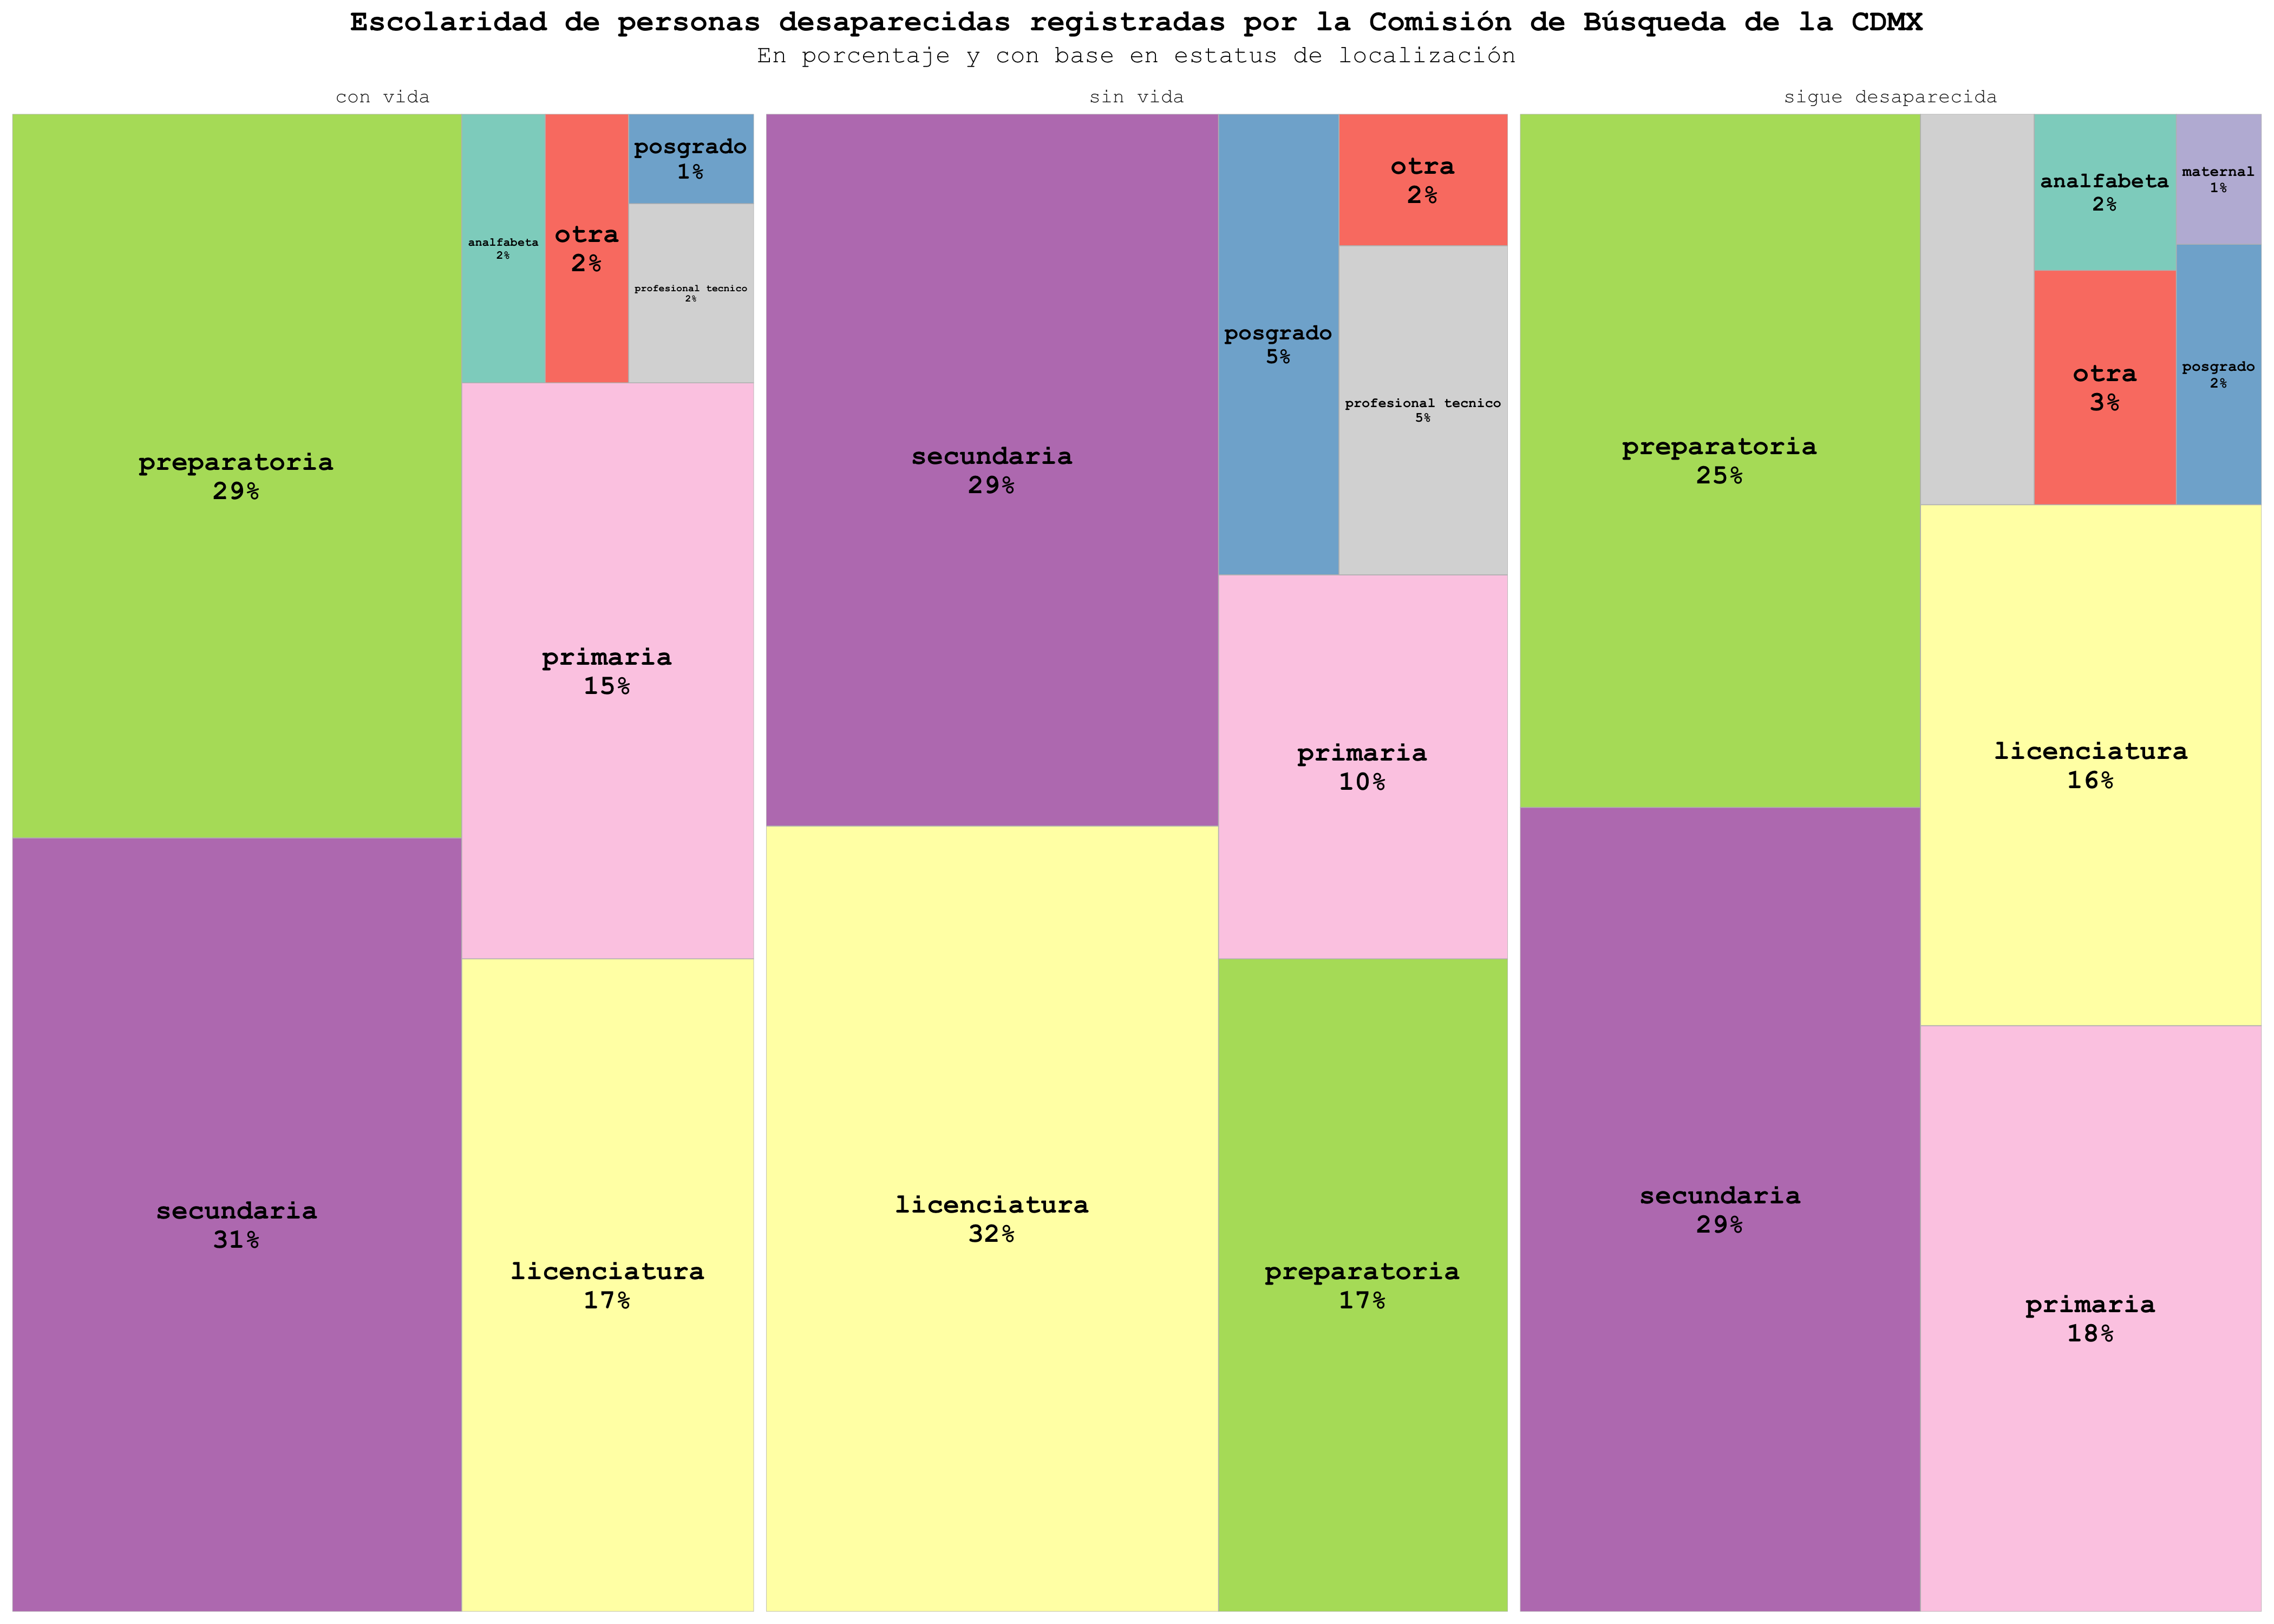 Escolaridad de personas desaparecidas registradas por la Comisión de Búsqueda de la CDMX
En porcentaje y con base en estatus de localización
con vida
preparatoria
29%
analfabeta
2%
otra
2%
posgrado
1%
profesional tecnico
2%
primaria
15%
secundaria
31%
licenciatura
17%
sin vida
secundaria
29%
posgrado
5%
otra
2%
profesional tecnico
5%
primaria
10%
licenciatura
32%
preparatoria
17%
sigue desaparecida
preparatoria
25%
analfabeta
2%
maternal
1%
otra
3%
posgrado
2%
licenciatura
16%
secundaria
29%
primaria
18%